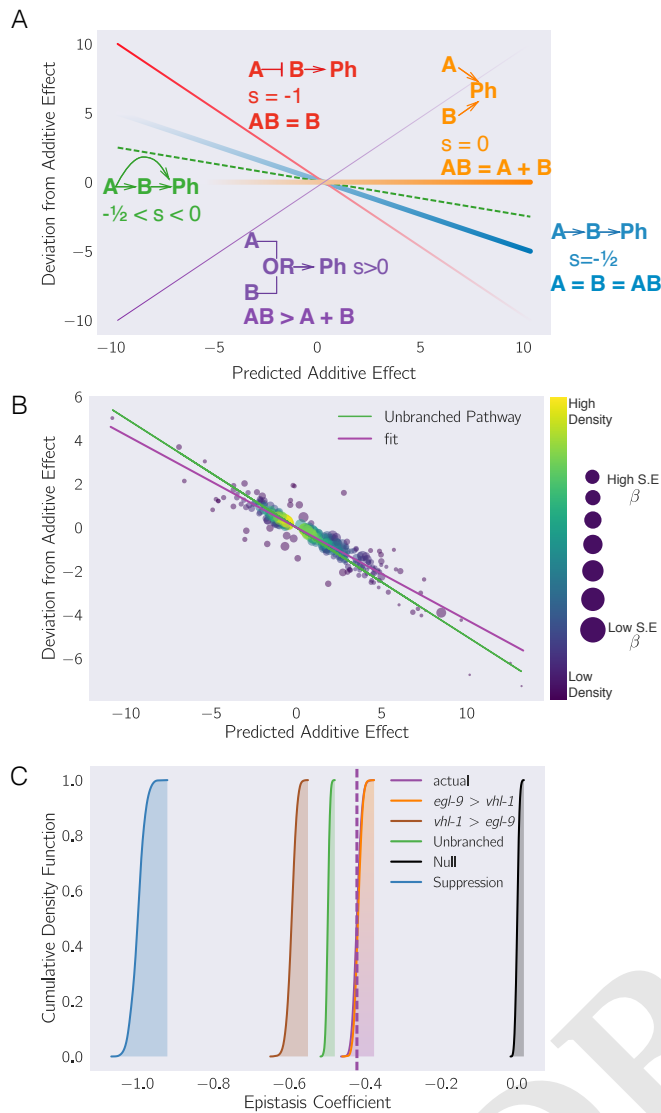 A
Deviation from Additive Effect
10
5
0
−5
−10
−10
−5
0
5
10
Predicted Additive Effect
A B Ph
s = -1
AB = B
A
Ph
B
s = 0
AB = A + B
A B Ph
-½ < s < 0
A
OR Ph s>0
B
AB > A + B
A B Ph
s=-½
A = B = AB
B
Deviation from Additive Effect
6
4
2
0
−2
−4
−6
−10
−5
0
5
10
Predicted Additive Effect
Unbranched Pathway
fit
High
Density
Low
Density
High S.E
β
Low S.E
β
C
Cumulative Density Function
1.0
0.8
0.6
0.4
0.2
0.0
−1.0
−0.8
−0.6
−0.4
−0.2
0.0
Epistasis Coefficient
actual
egl-9 > vhl-1
vhl-1 > egl-9
Unbranched
Null
Suppression